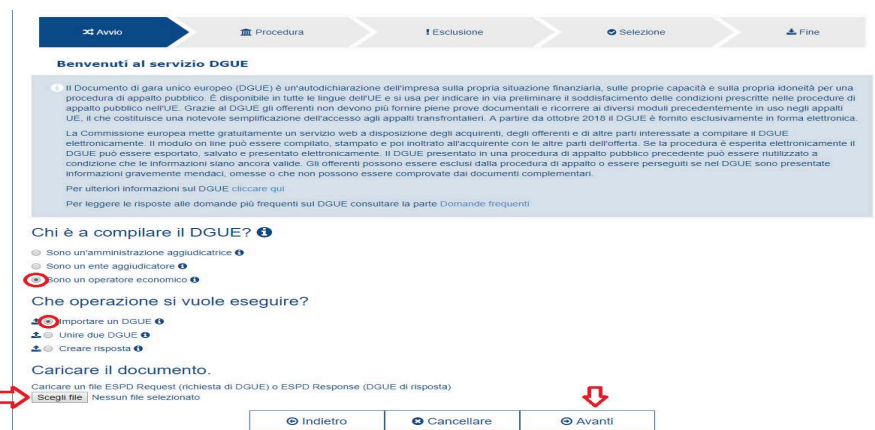 Avvio
Procedura
Esclusione
Selezione
Fine
Benvenuti al servizio DGUE
Il Documento di gara unico europeo (DGUE) è un'autodichiarazione dell'impresa sulla propria situazione finanziaria, sulle proprie capacità e sulla propria idoneità per una
procedura di appalto pubblico. È disponibile in tutte le lingue dell'UE e si usa per indicare in via preliminare il soddisfacimento delle condizioni prescritte nelle procedure di
appalto pubblico nell'UE. Grazie al DGUE gli offerenti non devono più fornire piene prove documentali e ricorrere ai diversi moduli precedentemente in uso negli appalti
UE, il che costituisce una notevole semplificazione dell'accesso agli appalti transfrontalieri. A partire da ottobre 2018 il DGUE è fornito esclusivamente in forma elettronica.
La Commissione europea mette gratuitamente un servizio web a disposizione degli acquirenti, degli offerenti e di altre parti interessate a compilare il DGUE
elettronicamente. Il modulo on line può essere compilato, stampato e poi inoltrato all'acquirente con le altre parti dell'offerta. Se la procedura è esperita elettronicamente il
DGUE può essere esportato, salvato e presentato elettronicamente. Il DGUE presentato in una procedura di appalto pubblico precedente può essere riutilizzato a
condizione che le informazioni siano ancora valide. Gli offerenti possono essere esclusi dalla procedura di appalto o essere perseguiti se nel DGUE sono presentate
informazioni gravemente mendaci, omesse o che non possono essere comprovate dai documenti complementari.
Per ulteriori informazioni sul DGUE cliccare qui
Per leggere le risposte alle domande più frequenti sul DGUE consultare la parte Domande frequenti
Chi è a compilare il DGUE?
Sono un'amministrazione aggiudicatrice
Sono un ente aggiudicatore
Sono un operatore economico
Che operazione si vuole eseguire?
Importare un DGUE
Unire due DGUE
Creare risposta
Caricare il documento.
Caricare un file ESPD Request (richiesta di DGUE) o ESPD Response (DGUE di risposta)
Scegli file Nessun file selezionato
Indietro
Cancellare
Avanti